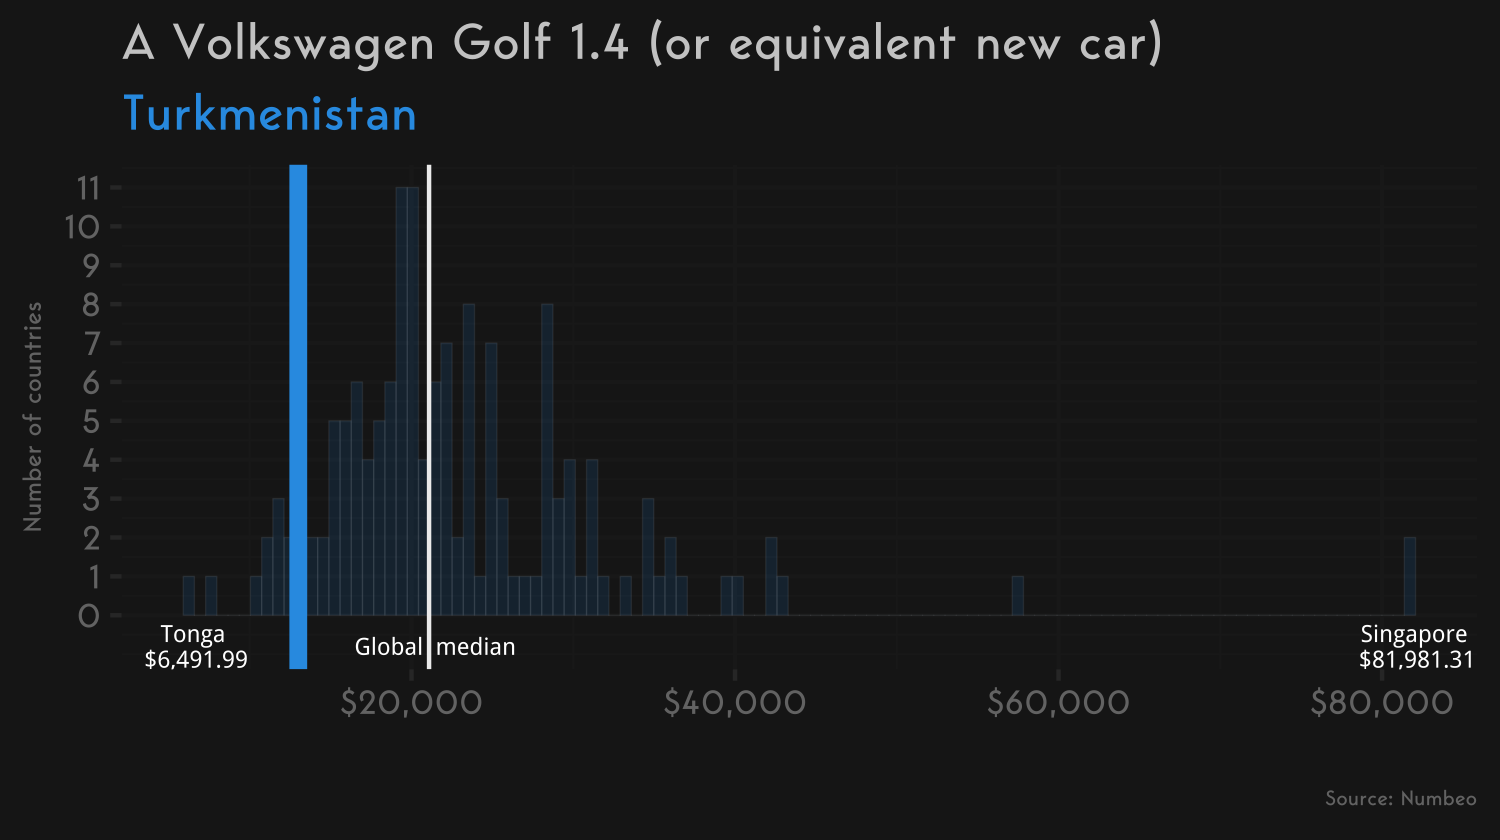 A Volkswagen Golf 1.4 (or equivalent new car)
Turkmenistan
Number of countries
11
10
9
8
7
6
5
4
3
2
1
0
Tonga
$6,491.99
Global median
Singapore
$81,981.31
$20,000 $40,000 $60,000 $80,000
Source: Numbeo